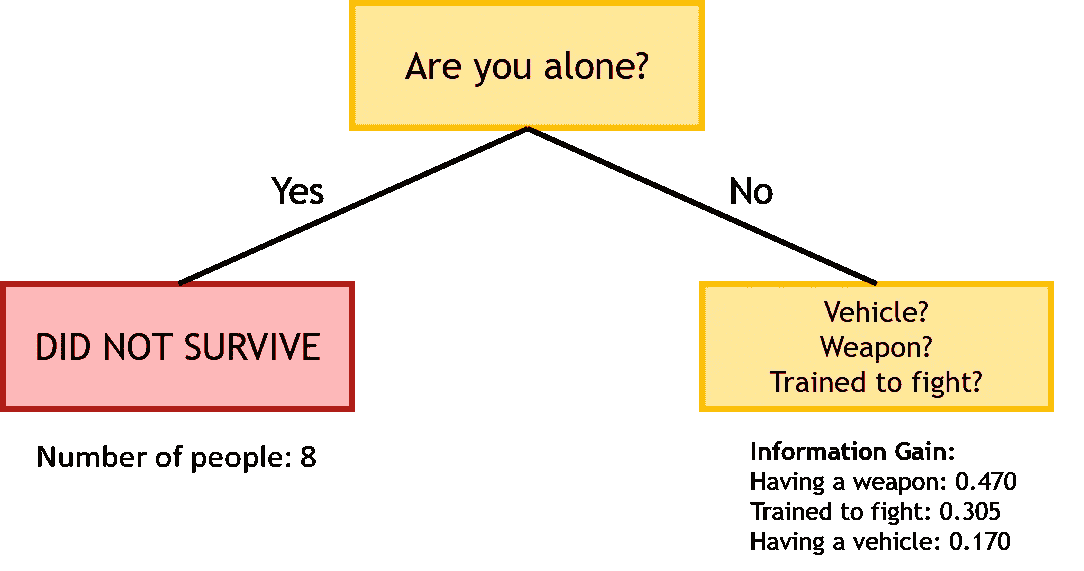 Are you alone?
Yes
No
DID NOT SURVIVE
Vehicle?
Weapon?
Trained to fight?
Number of people: 8
Information Gain:
Having a weapon: 0.470
Trained to fight: 0.305
Having a vehicle: 0.170